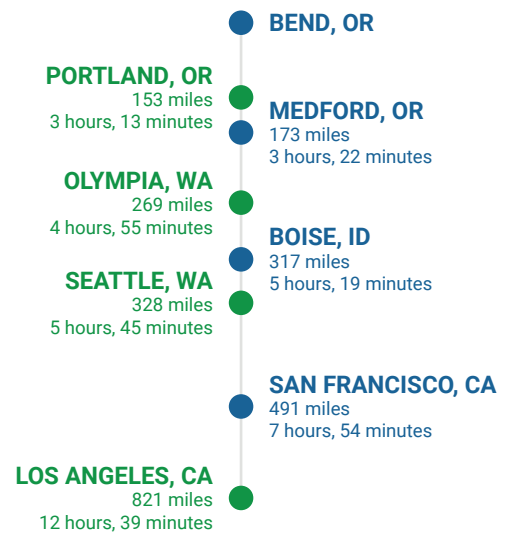 BEND, OR
PORTLAND, OR
153 miles
3 hours, 13 minutes
MEDFORD, OR
173 miles
3 hours, 22 minutes
OLYMPIA, WA
269 miles
4 hours, 55 minutes
BOISE, ID
317 miles
5 hours, 19 minutes
SEATTLE, WA
328 miles
5 hours, 45 minutes
SAN FRANCISCO, CA
491 miles
7 hours, 54 minutes
LOS ANGELES, CA
821 miles
12 hours, 39 minutes